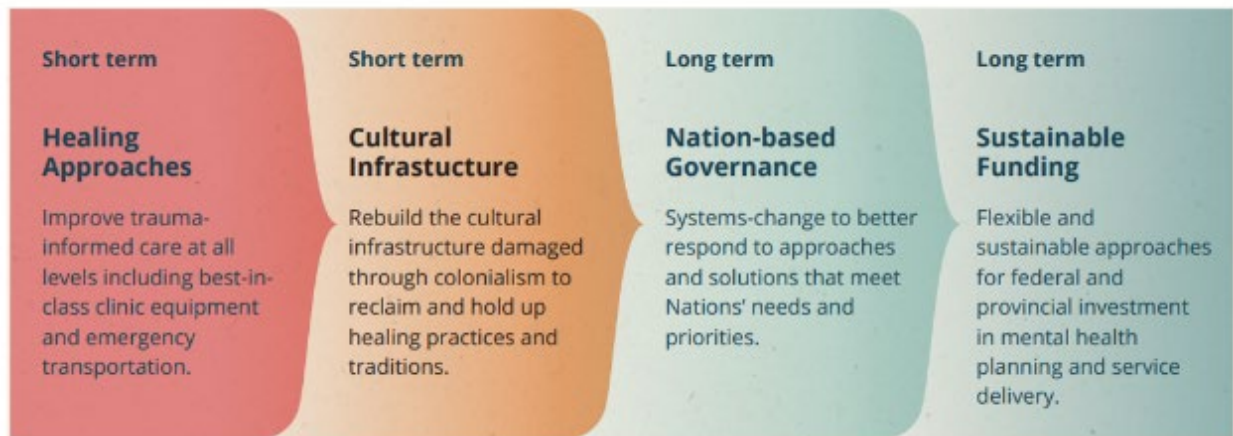 Short term
Healing
Approaches
Improve trauma-
informed care at all
levels including best-in-
class clinic equipment
and emergency
transportation.
Short term
Cultural
Infrastucture
Rebuild the cultural
infrastructure damaged
through colonialism to
reclaim and hold up
healing practices and
traditions.
Long term
Nation-based
Governance
Systems-change to better
respond to approaches
and solutions that meet
Nations' needs and
priorities.
Long term
Sustainable
Funding
Flexible and
sustainable approaches
for federal and
provincial investment
in mental health
planning and service
delivery.